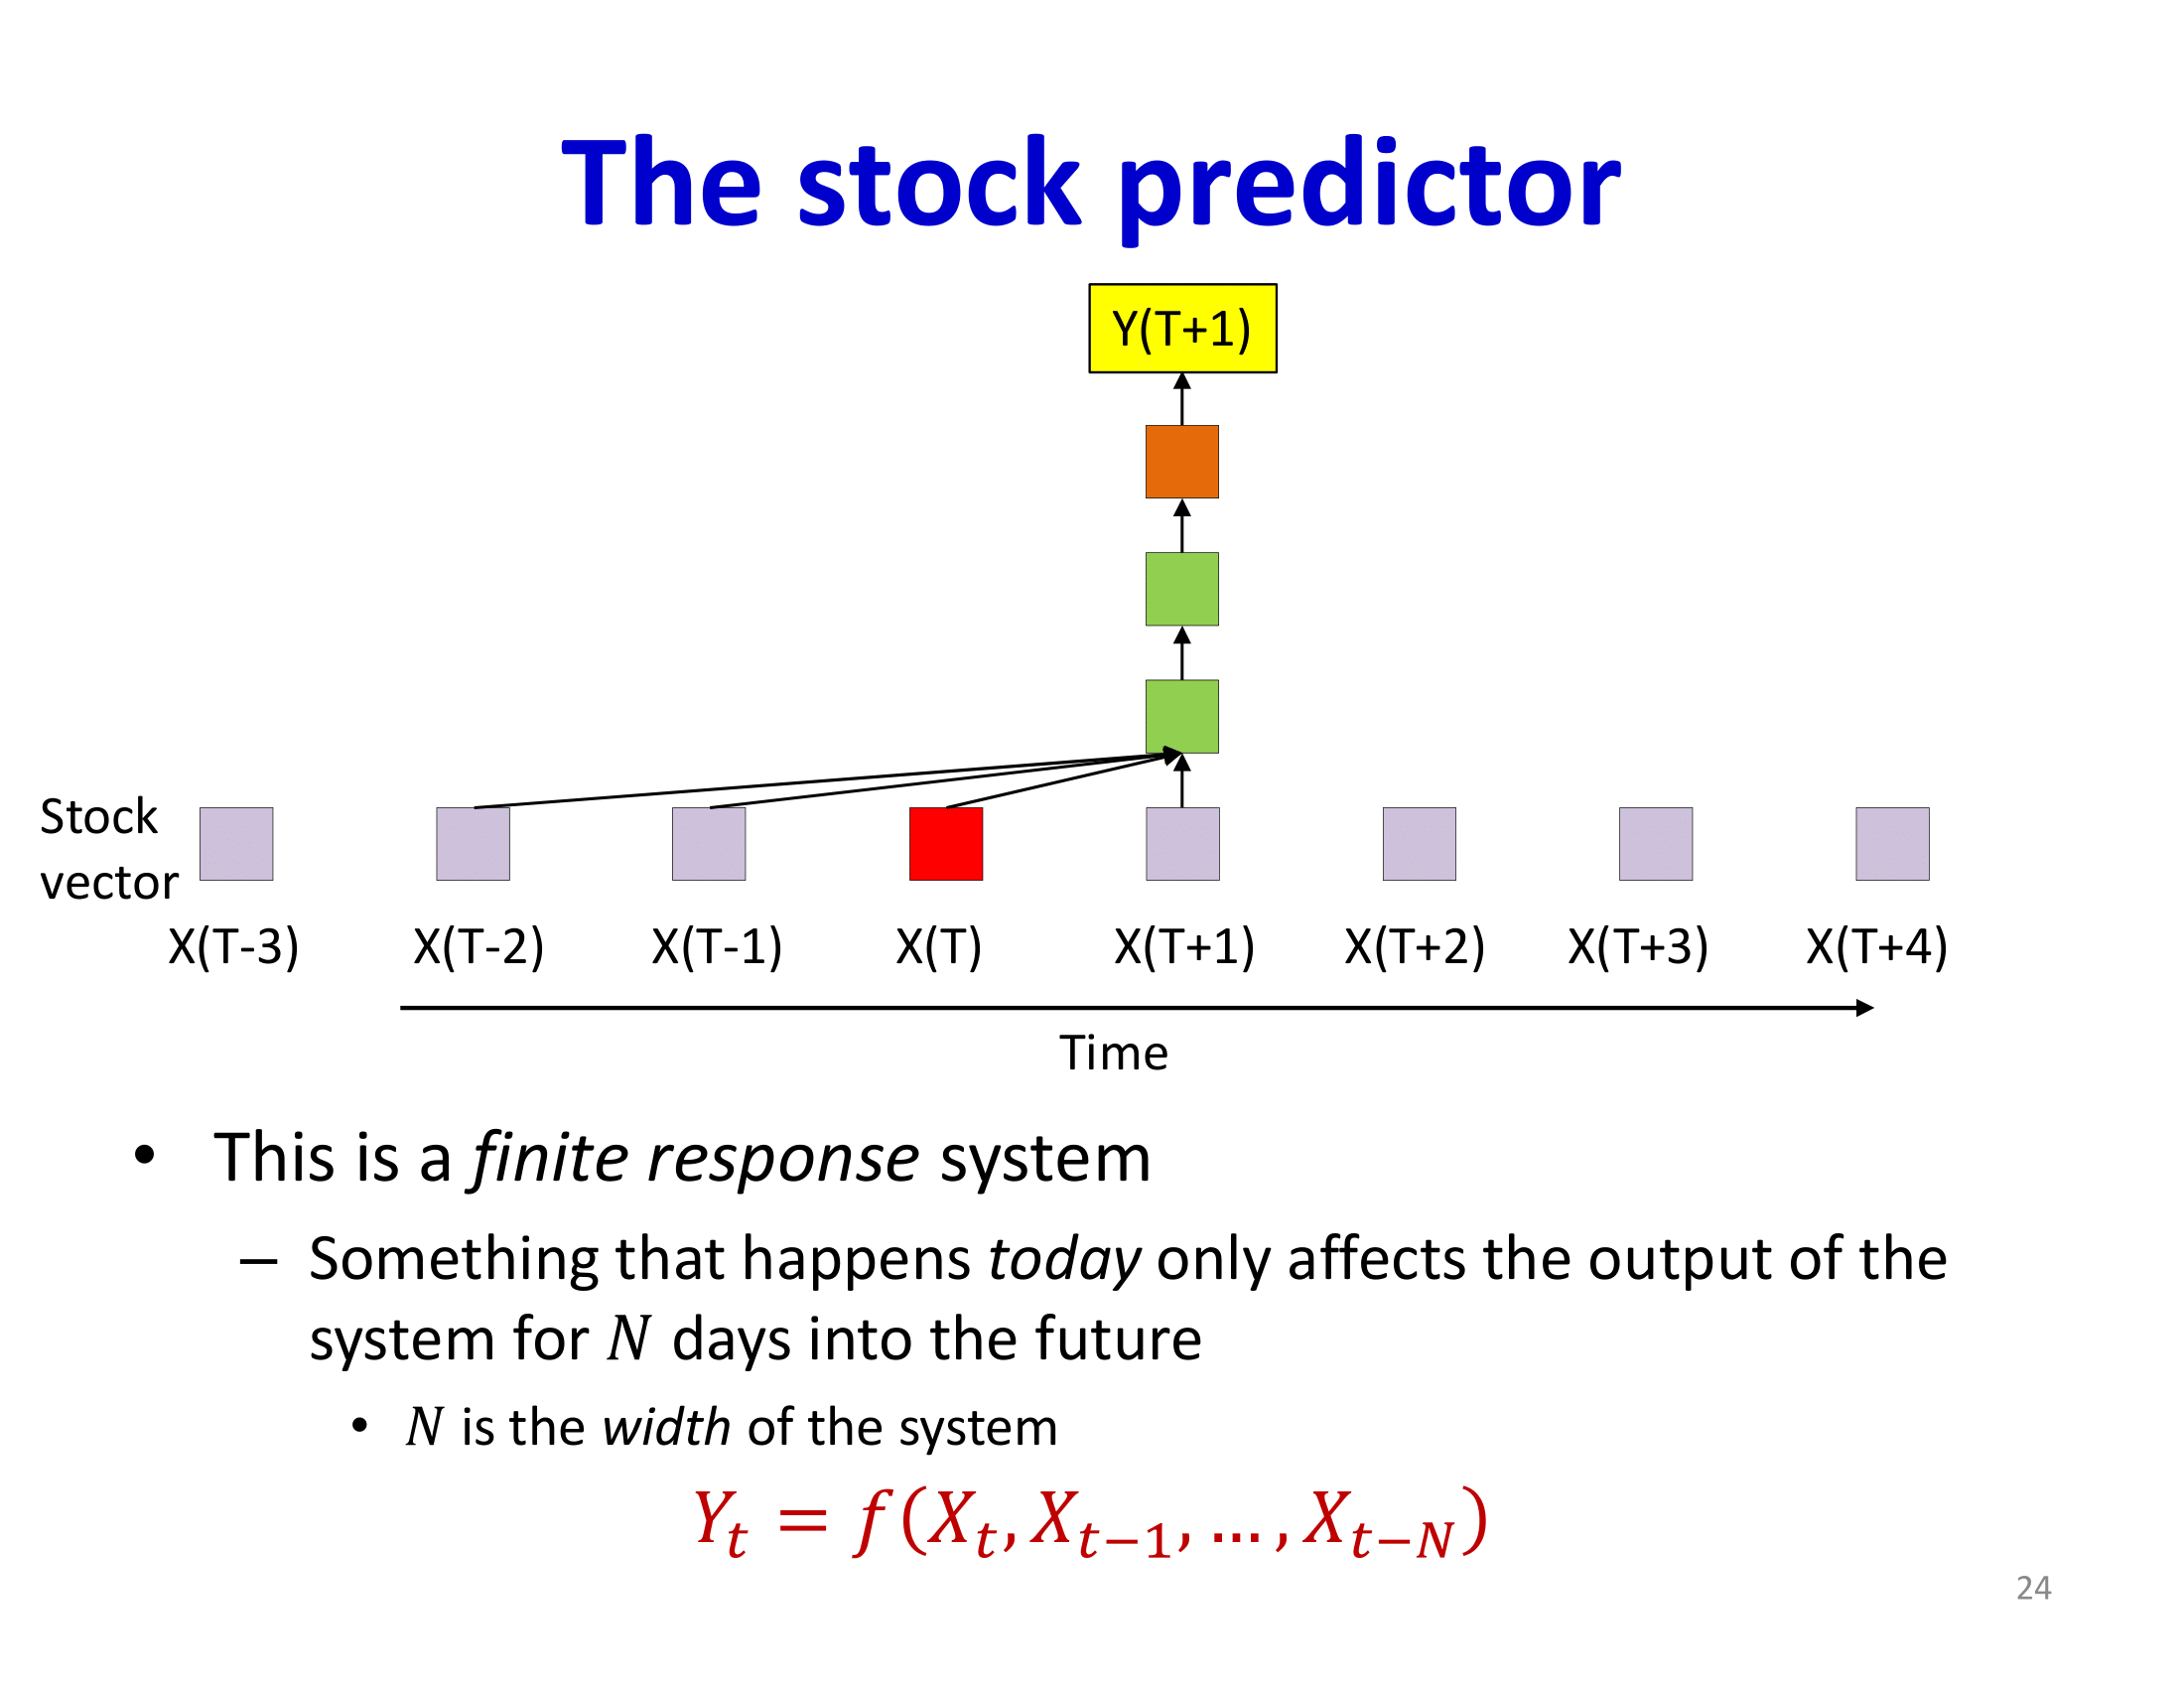 The stock predictor
Y(T+1)
Stock
vector
X(T-3) X(T-2) X(T-1) X(T) X(T+1) X(T+2) X(T+3) X(T+4)
Time
• This is a finite response system
– Something that happens today only affects the output of the
system for N days into the future
• N is the width of the system
Y_t = f(X_t, X_{t−1}, … , X_{t−N})
24